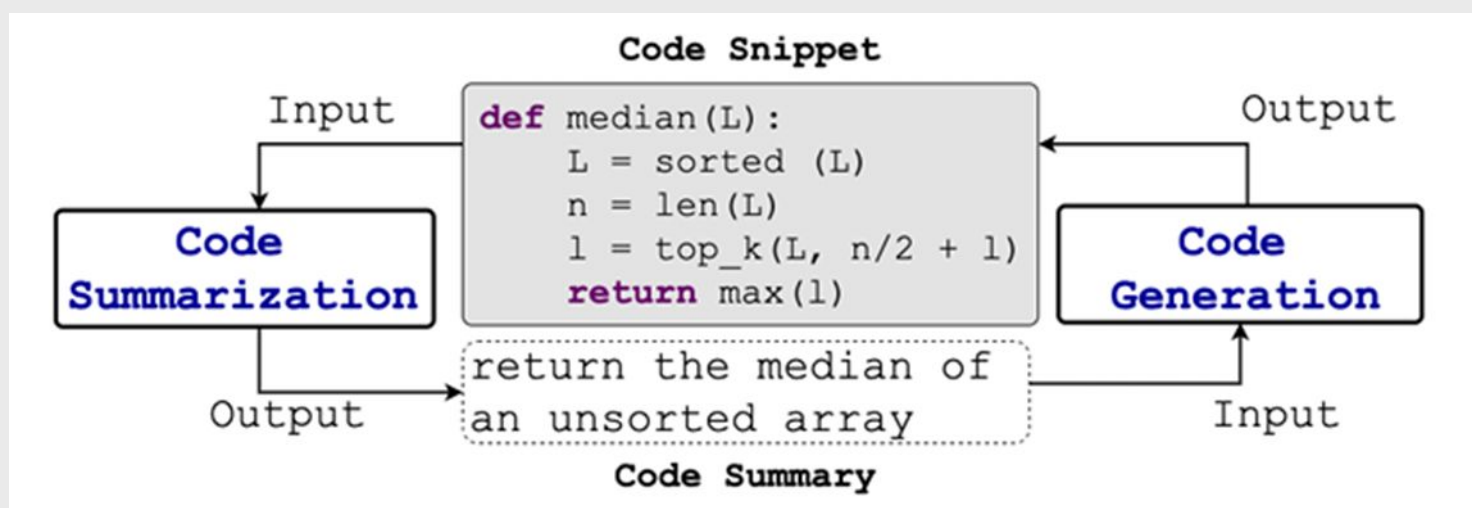 Code Snippet
Input
def median(L):
    L = sorted (L)
    n = len(L)
    l = top_k(L, n/2 + l)
    return max(l)
Output
Code
Summarization
Code
Generation
return the median of
an unsorted array
Output
Input
Code Summary